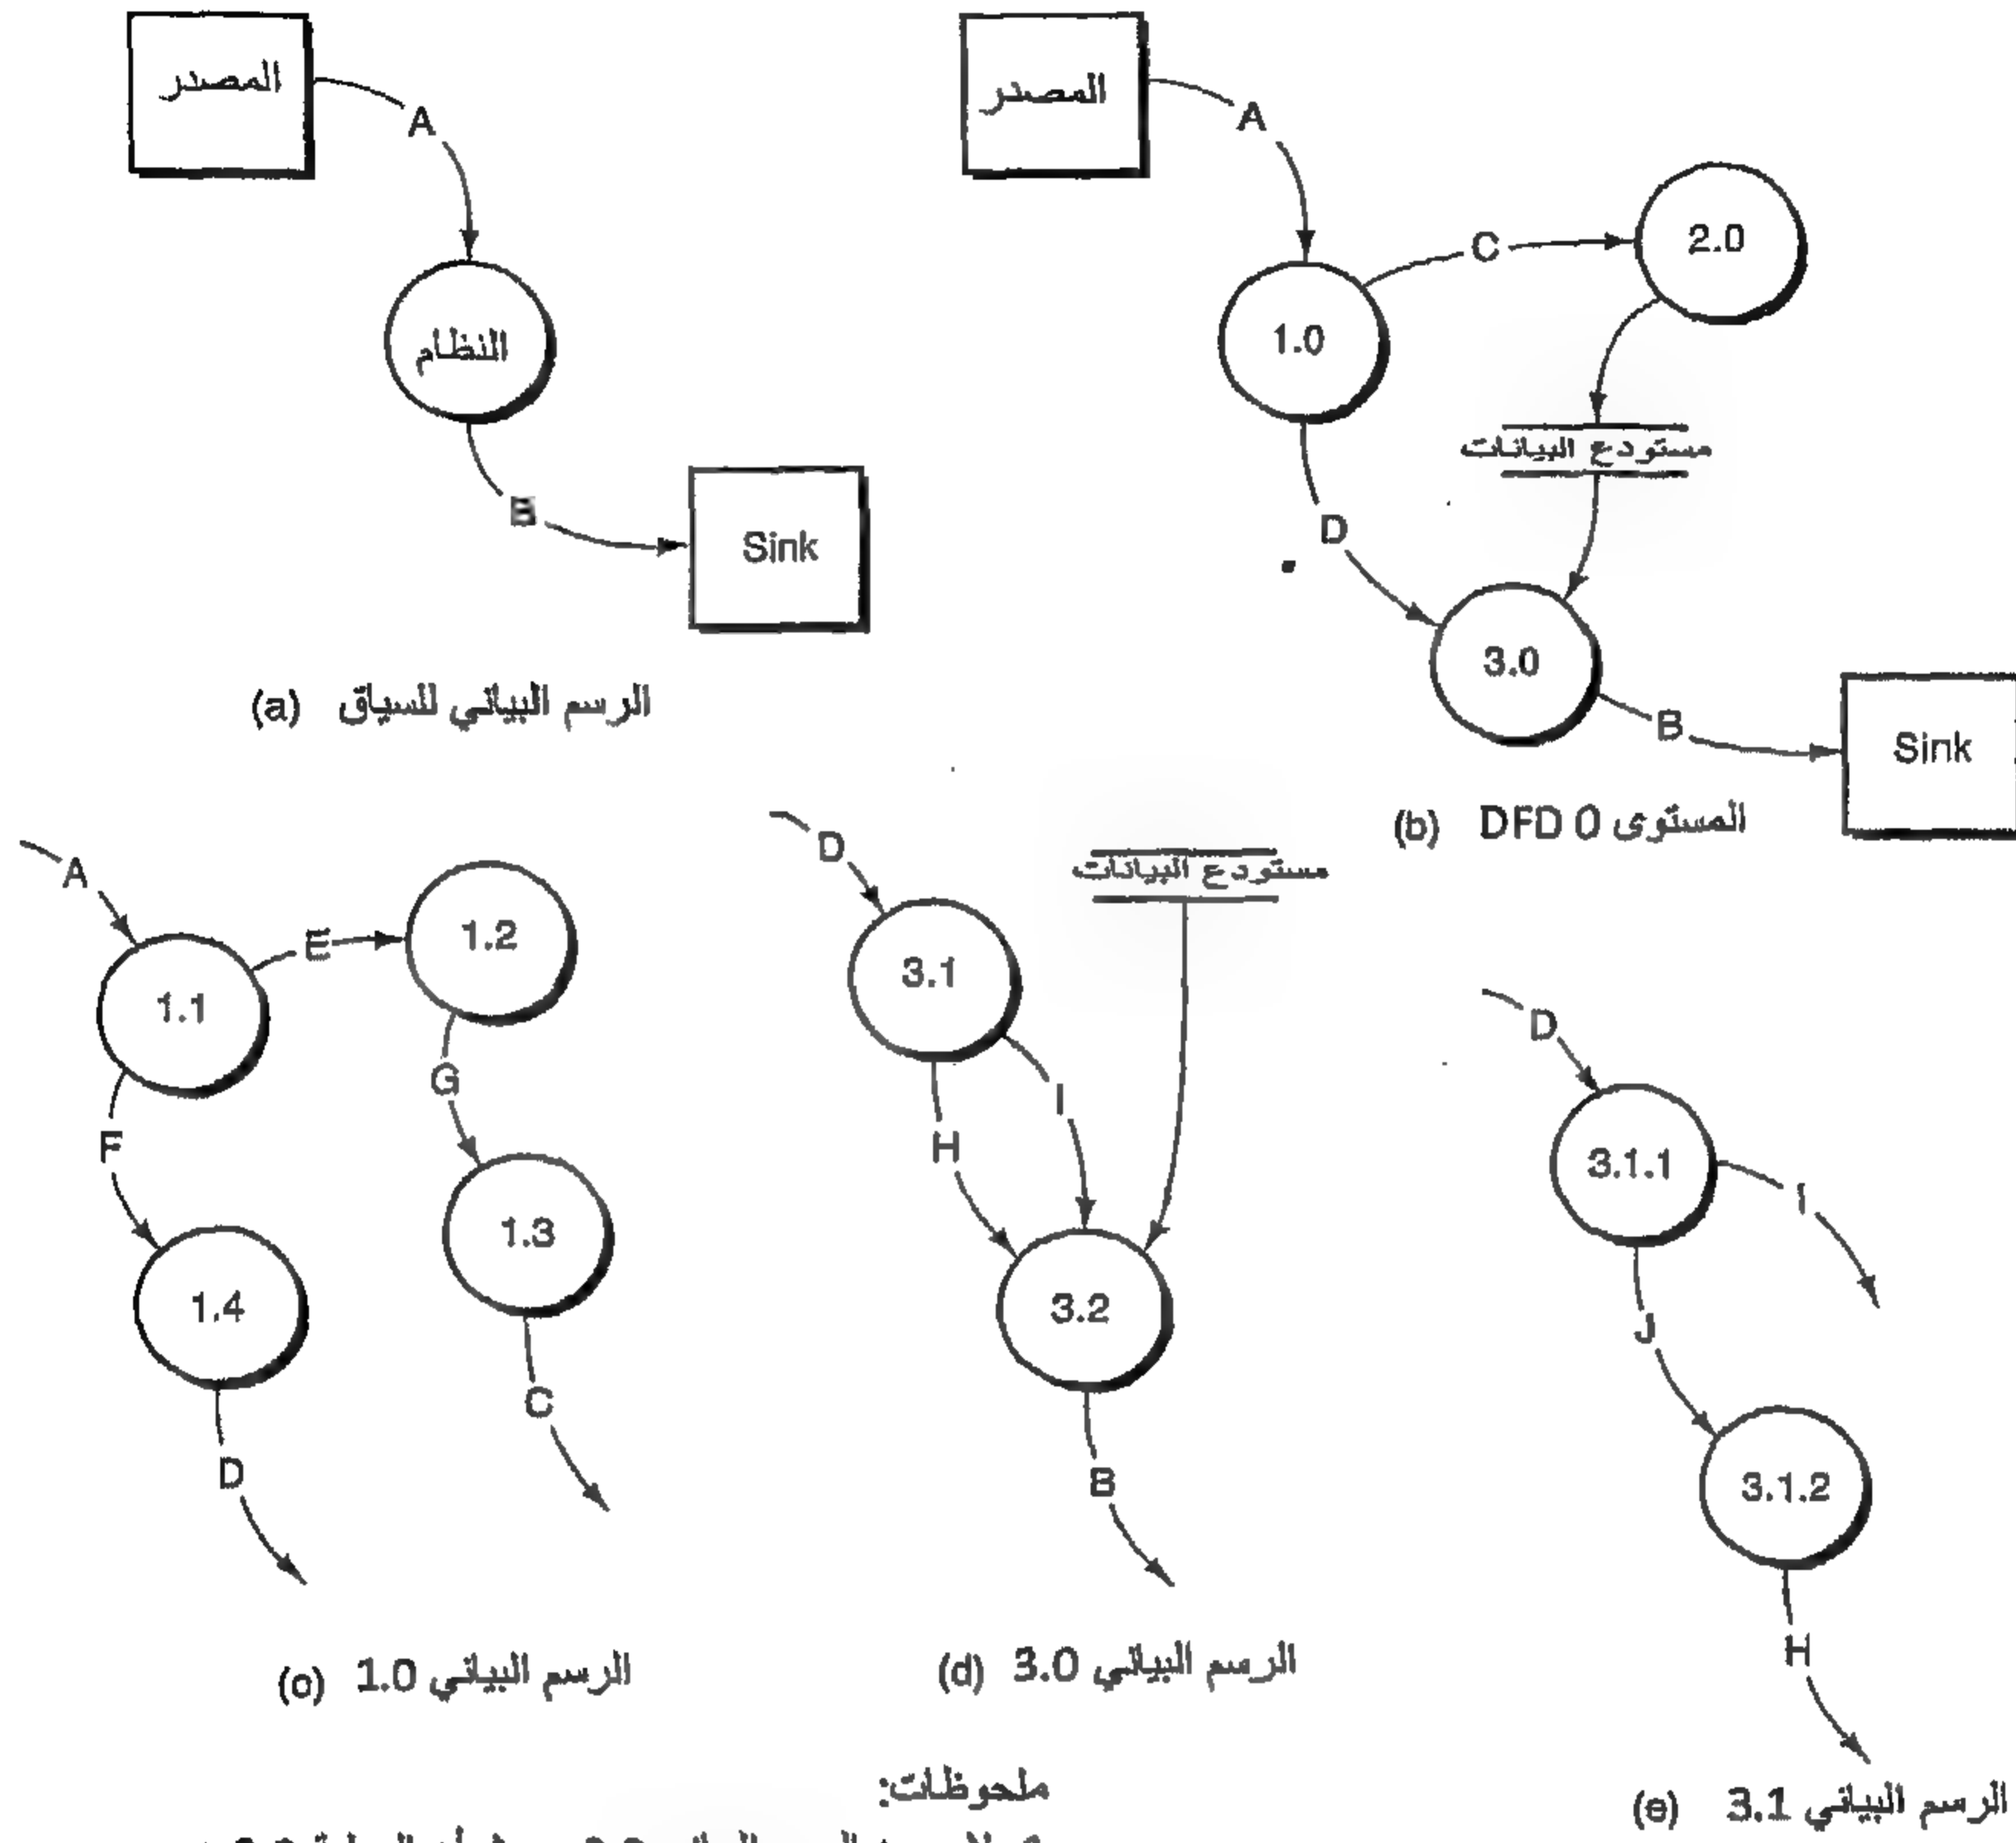 المصدر
A
النظام
B
Sink
(a) الرسم البياني للسياق
المصدر
A
1.0
C
2.0
مستودع البيانات
D
3.0
B
Sink
(b) DFD 0 المستوى
A
1.1
E
1.2
G
F
1.3
1.4
C
D
(c) الرسم البياني 1.0
D
مستودع البيانات
3.1
I
H
3.2
B
(d) الرسم البياني 3.0
D
3.1.1
I
J
3.1.2
H
(e) الرسم البياني 3.1
ملحوظات: